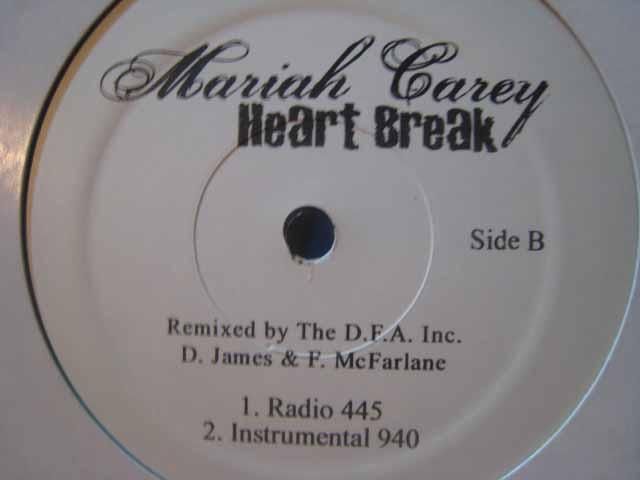 Mariah Carey
Heart Break
Side B
Remixed by The D.F.A. Inc.
D. James & F. McFarlane
1. Radio 445
2. Instrumental 940